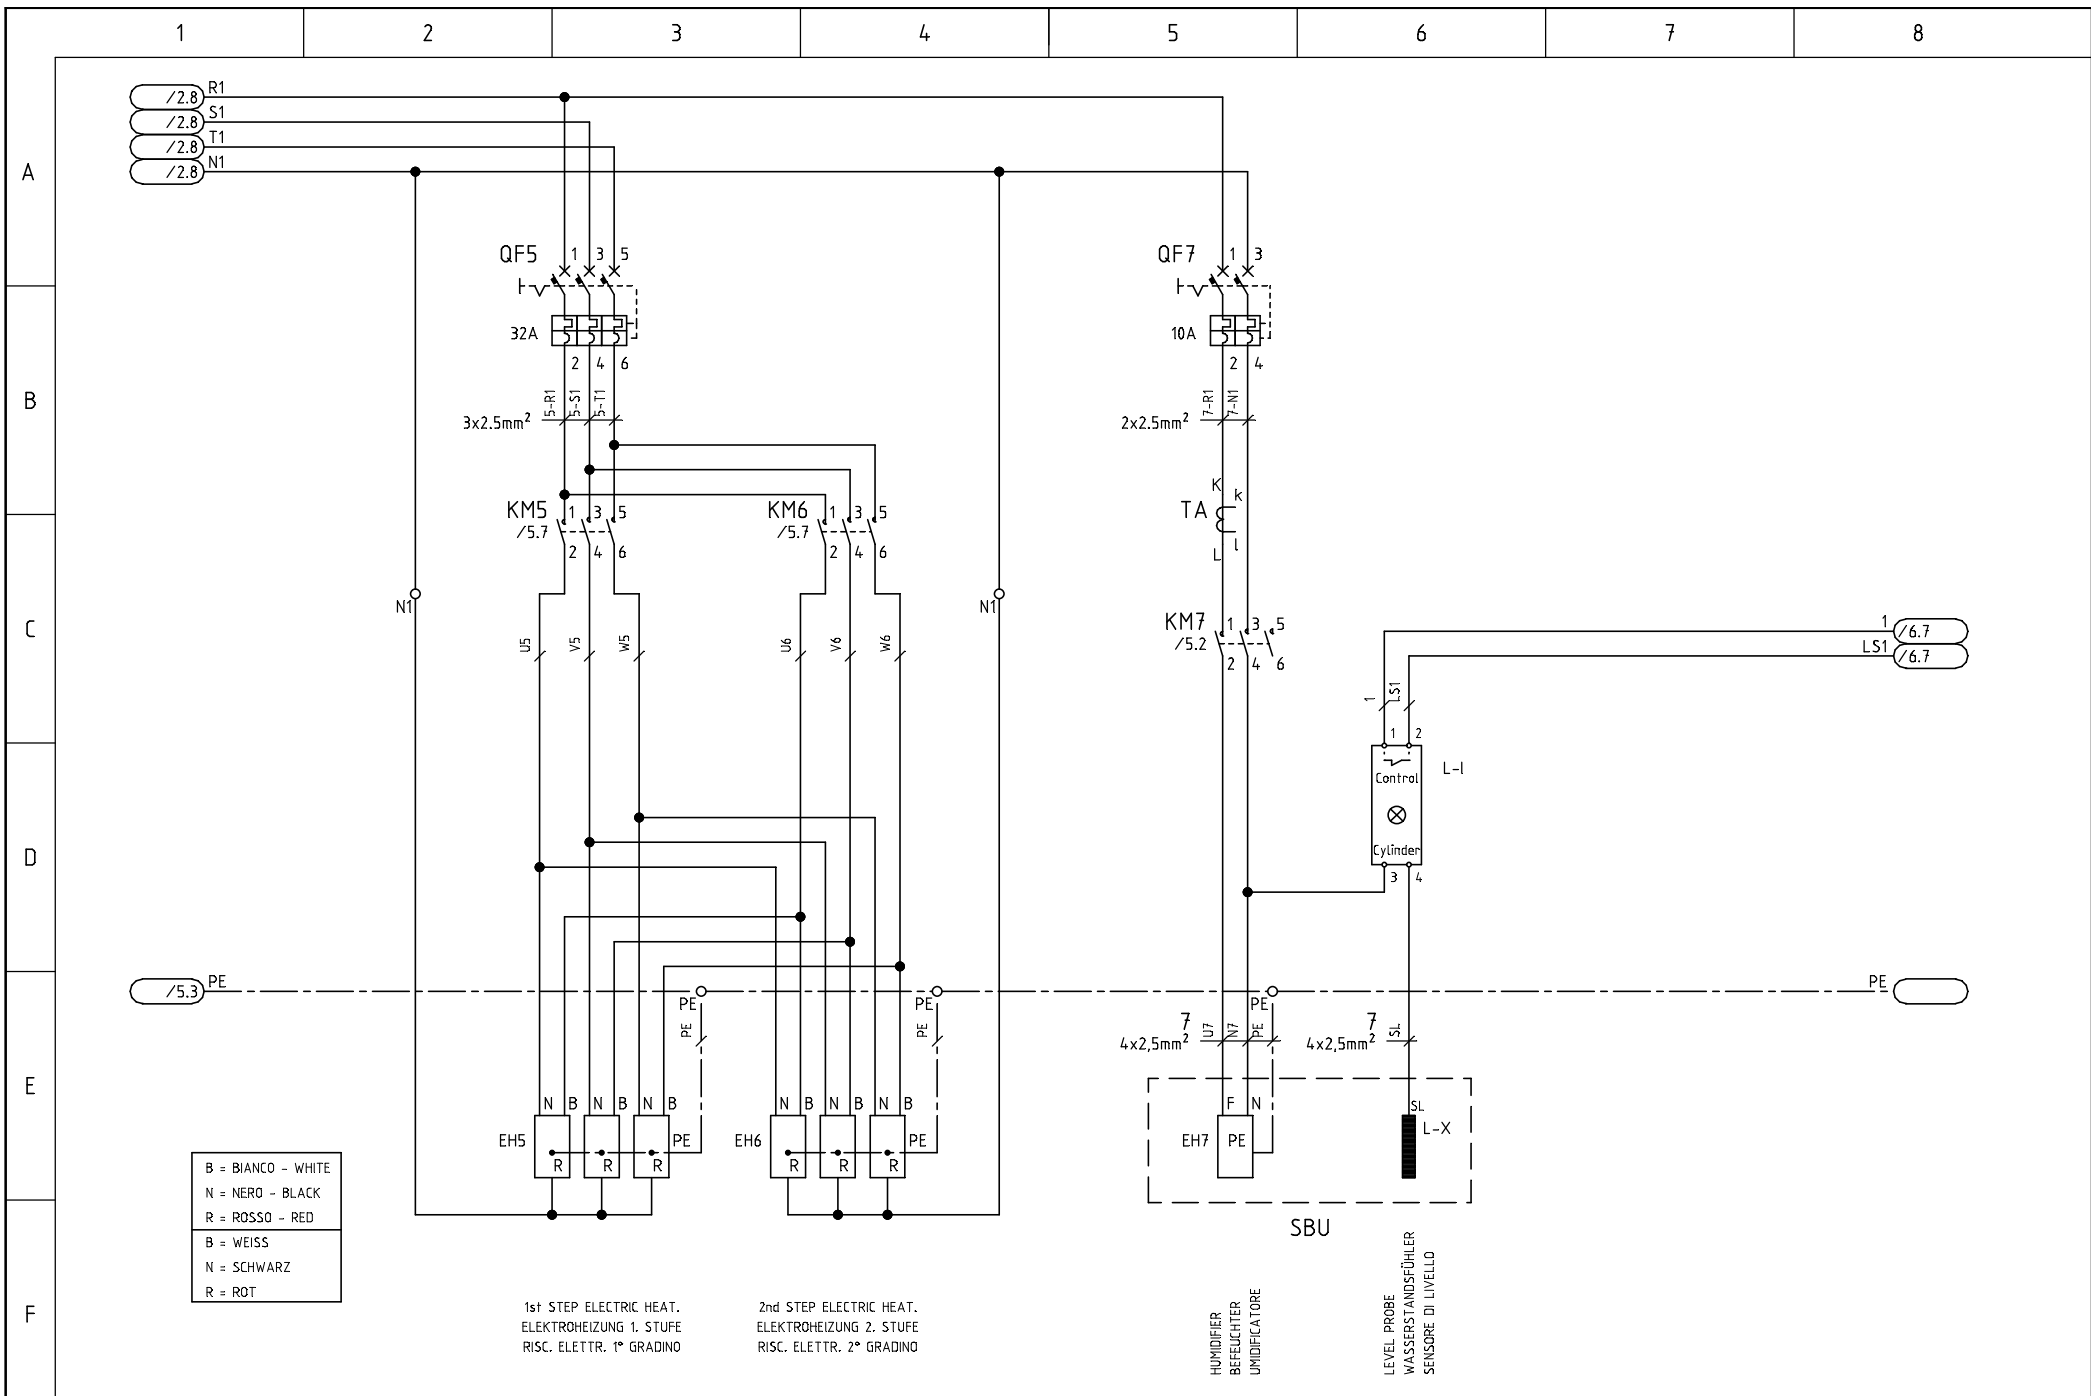 1 2 3 4 5 6 7 8
A
B
C
D
E
F
/2.8 R1
/2.8 S1
/2.8 T1
/2.8 N1
QF5 1 3 5
32A
2 4 6
5-R1 5-S1 5-T1
3x2.5mm²
QF7 1 3
10A
2 4
7-R1 7-N1
2x2.5mm²
K k
TA
L l
KM5 1 3 5
/5.7
2 4 6
KM6 1 3 5
/5.7
2 4 6
N1
N1
U5 V5 W5
U6 V6 W6
KM7 1 3 5
/5.2
2 4 6
1 /6.7
LS1 /6.7
1 LS1
1 2
Control
L-l
Cylinder
3 4
/5.3 PE
PE
PE
PE
PE
PE
PE
7
4x2,5mm²
U7 N7 PE
7
4x2,5mm²
SL
N B N B N B
EH5
PE
R R R
N B N B N B
EH6
PE
R R R
F N
EH7 PE
SL
L-X
SBU
B = BIANCO - WHITE
N = NERO - BLACK
R = ROSSO - RED
B = WEISS
N = SCHWARZ
R = ROT
1st STEP ELECTRIC HEAT.
ELEKTROHEIZUNG 1. STUFE
RISC. ELETTR. 1° GRADINO
2nd STEP ELECTRIC HEAT.
ELEKTROHEIZUNG 2. STUFE
RISC. ELETTR. 2° GRADINO
HUMIDIFIER
BEFEUCHTER
UMIDIFICATORE
LEVEL PROBE
WASSERSTANDSFÜHLER
SENSORE DI LIVELLO